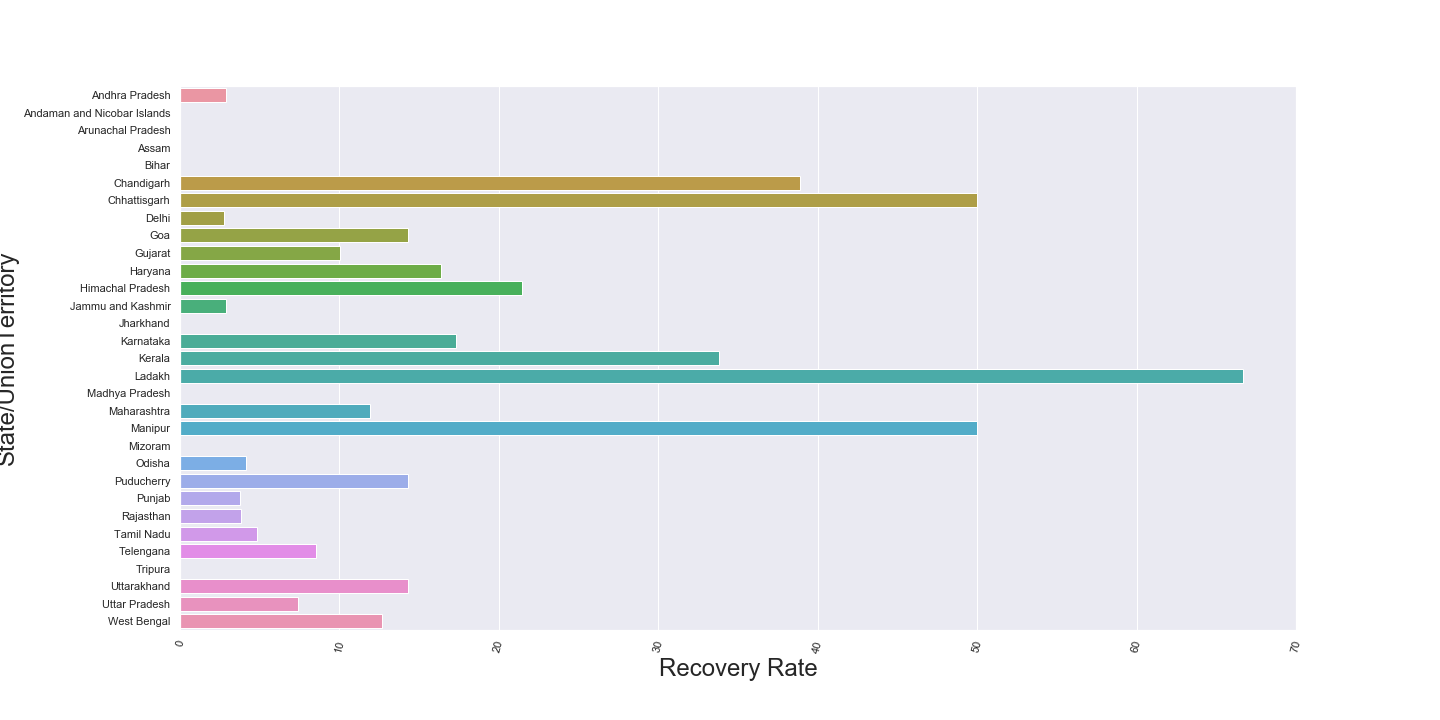 Andhra Pradesh
Andaman and Nicobar Islands
Arunachal Pradesh
Assam
Bihar
Chandigarh
Chhattisgarh
Delhi
Goa
Gujarat
Haryana
Himachal Pradesh
Jammu and Kashmir
Jharkhand
Karnataka
Kerala
Ladakh
Madhya Pradesh
Maharashtra
Manipur
Mizoram
Odisha
Puducherry
Punjab
Rajasthan
Tamil Nadu
Telengana
Tripura
Uttarakhand
Uttar Pradesh
West Bengal
State/UnionTerritory
0 10 20 30 40 50 60 70
Recovery Rate